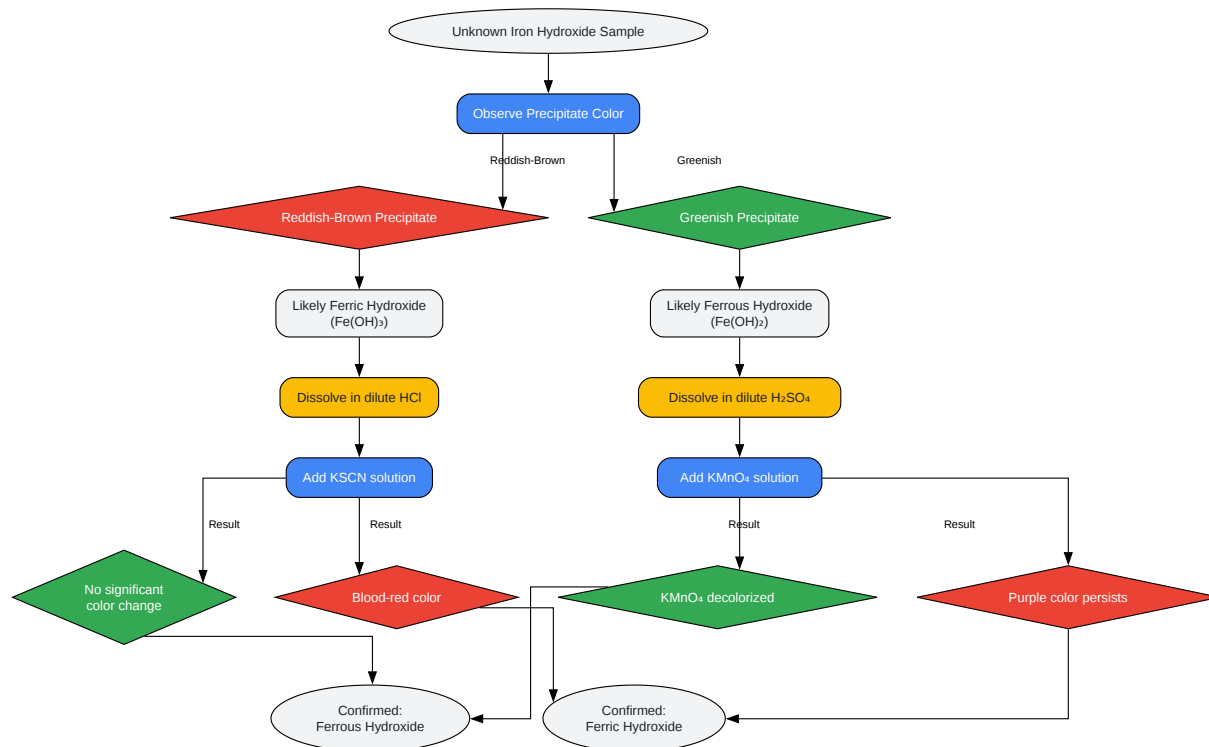 Unknown Iron Hydroxide Sample
Observe Precipitate Color
Reddish-Brown
Greenish
Reddish-Brown Precipitate
Greenish Precipitate
Likely Ferric Hydroxide
(Fe(OH)₃)
Likely Ferrous Hydroxide
(Fe(OH)₂)
Dissolve in dilute HCl
Dissolve in dilute H₂SO₄
Add KSCN solution
Add KMnO₄ solution
Result
Result
Result
Result
No significant
color change
Blood-red color
KMnO₄ decolorized
Purple color persists
Confirmed:
Ferrous Hydroxide
Confirmed:
Ferric Hydroxide